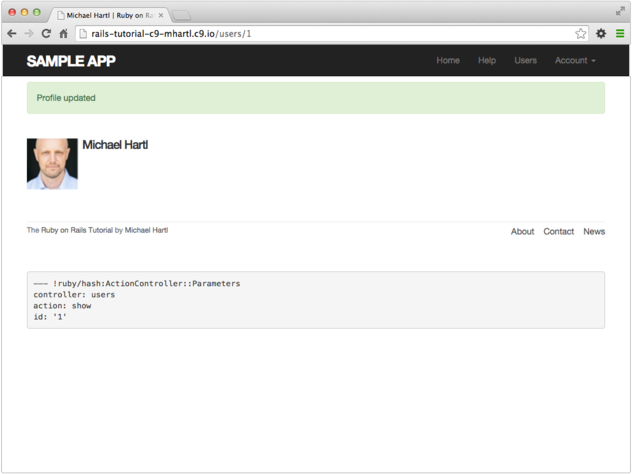 Michael Hartl | Ruby on Ra
rails-tutorial-c9-mhartl.c9.io/users/1
SAMPLE APP
Home Help Users Account
Profile updated
Michael Hartl
The Ruby on Rails Tutorial by Michael Hartl
About Contact News
--- !ruby/hash:ActionController::Parameters
controller: users
action: show
id: '1'